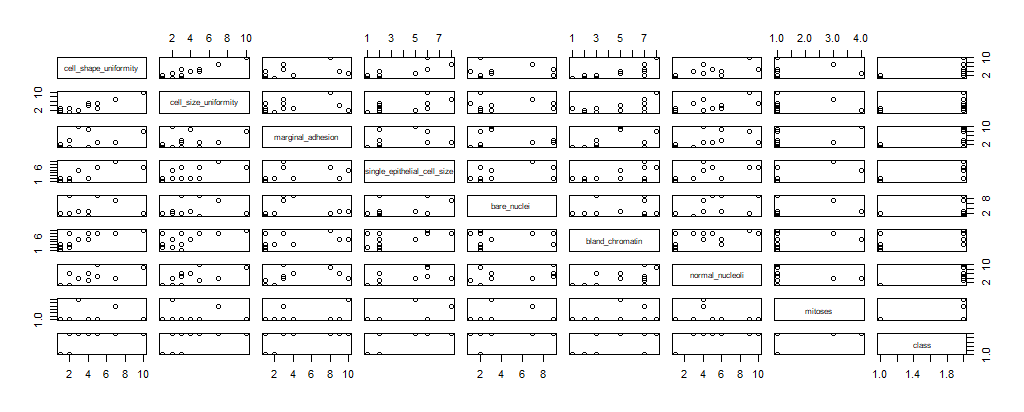 2 6 10 1 3 5 7 1 3 5 7 1.0 2.0 3.0 4.0
cell_shape_uniformity 2 10
2 10 cell_size_uniformity
marginal_adhesion 2 10
1 6 single_epithelial_cell_size
bare_nuclei 2 8
1 6 bland_chromatin
normal_nucleoli 2 10
1.0 mitoses
class 1.0
2 4 6 8 10 2 4 6 8 10 2 4 6 8 2 4 6 8 10 1.0 1.4 1.8